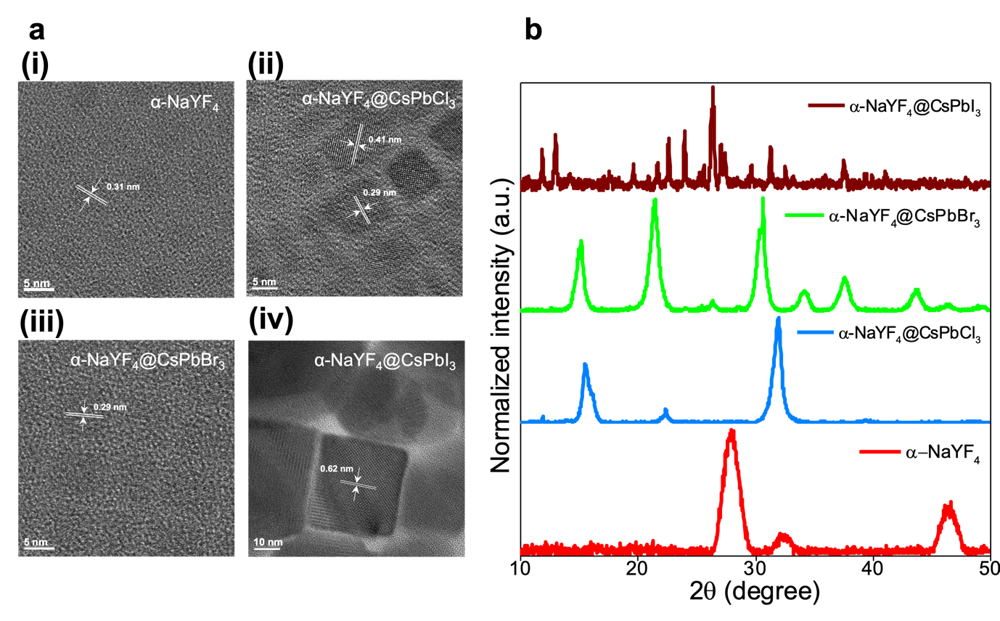 a
(i)
α-NaYF₄
0.31 nm
5 nm
(ii)
α-NaYF₄@CsPbCl₃
0.41 nm
0.29 nm
5 nm
(iii)
α-NaYF₄@CsPbBr₃
0.29 nm
5 nm
(iv)
α-NaYF₄@CsPbI₃
0.62 nm
10 nm
b
α-NaYF₄@CsPbI₃
α-NaYF₄@CsPbBr₃
α-NaYF₄@CsPbCl₃
α−NaYF₄
Normalized intensity (a.u.)
10 20 30 40 50
2θ (degree)